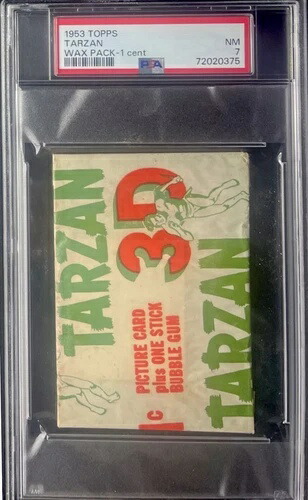 1953 TOPPS
TARZAN NM
WAX PACK-1 cent 7
PSA 72020375
TARZAN
3D
PICTURE CARD
plus ONE STICK
BUBBLE GUM
1c
TARZAN